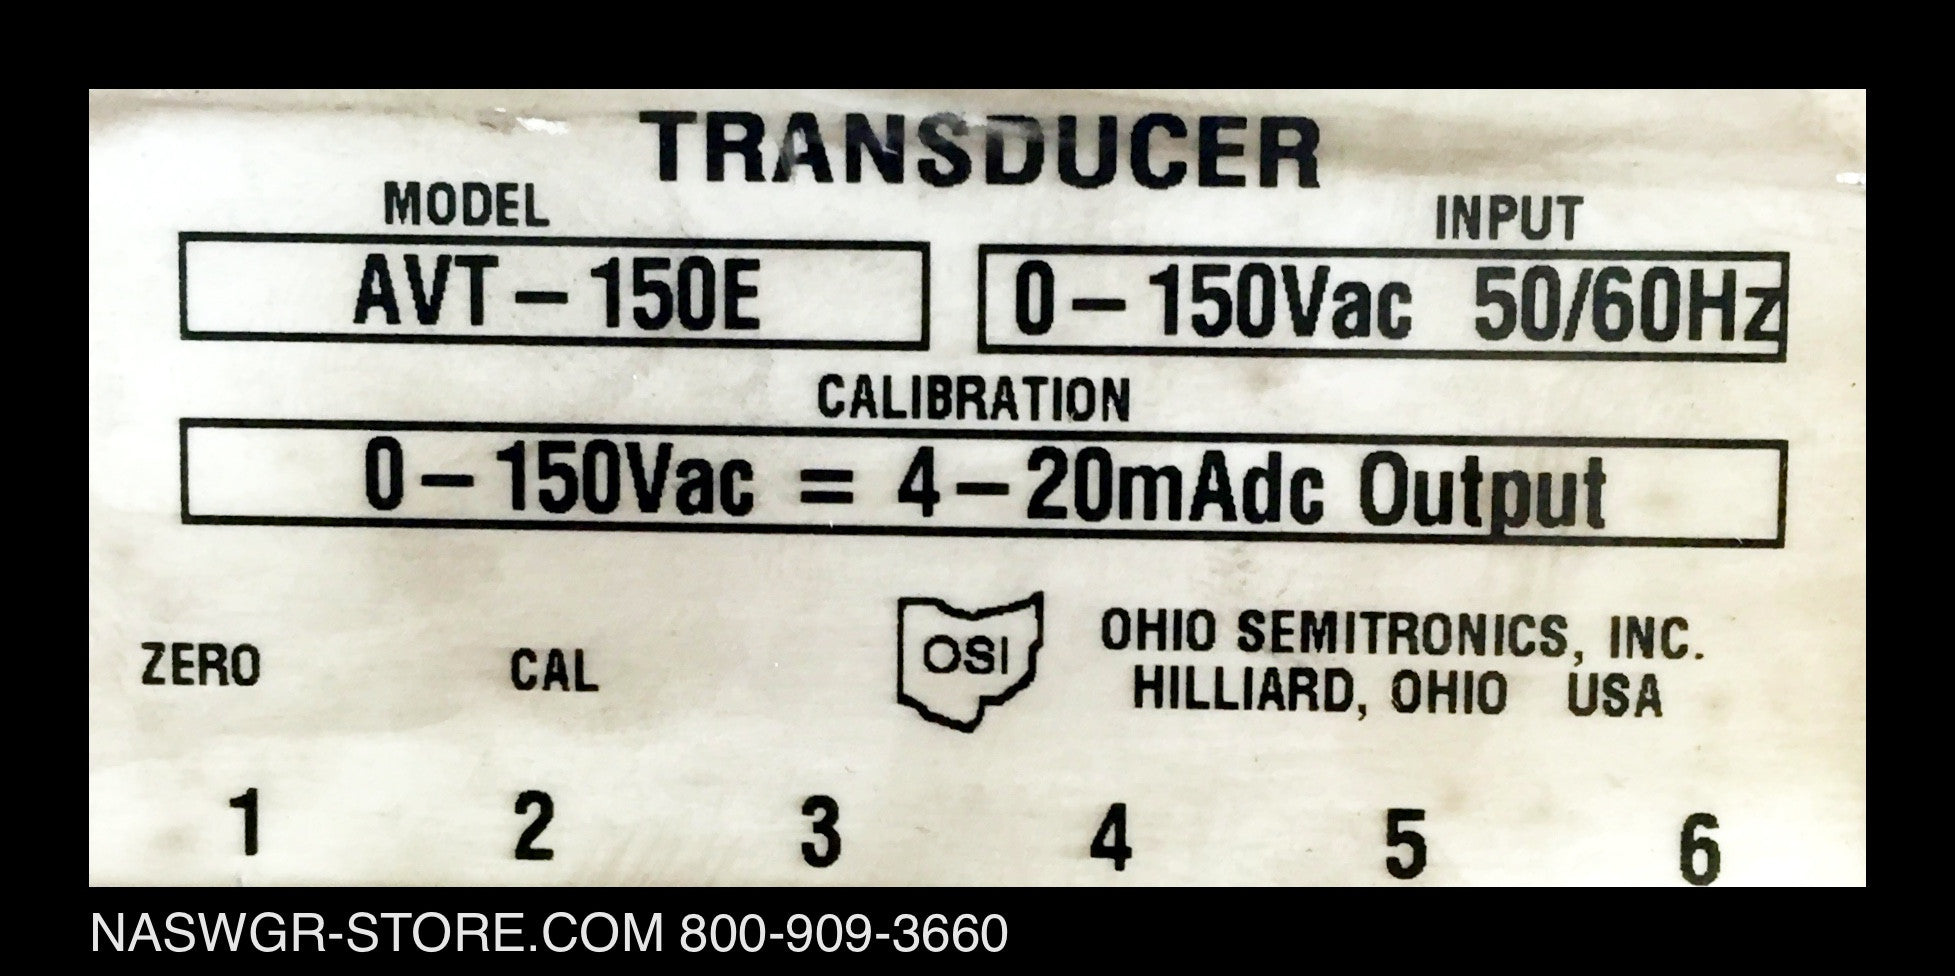 TRANSDUCER
MODEL
INPUT
AVT - 150E
0 - 150Vac 50/60Hz
CALIBRATION
0 - 150Vac = 4 - 20mAdc Output
OSI
OHIO SEMITRONICS, INC.
HILLIARD, OHIO USA
ZERO
CAL
1 2 3 4 5 6
NASWGR-STORE.COM 800-909-3660